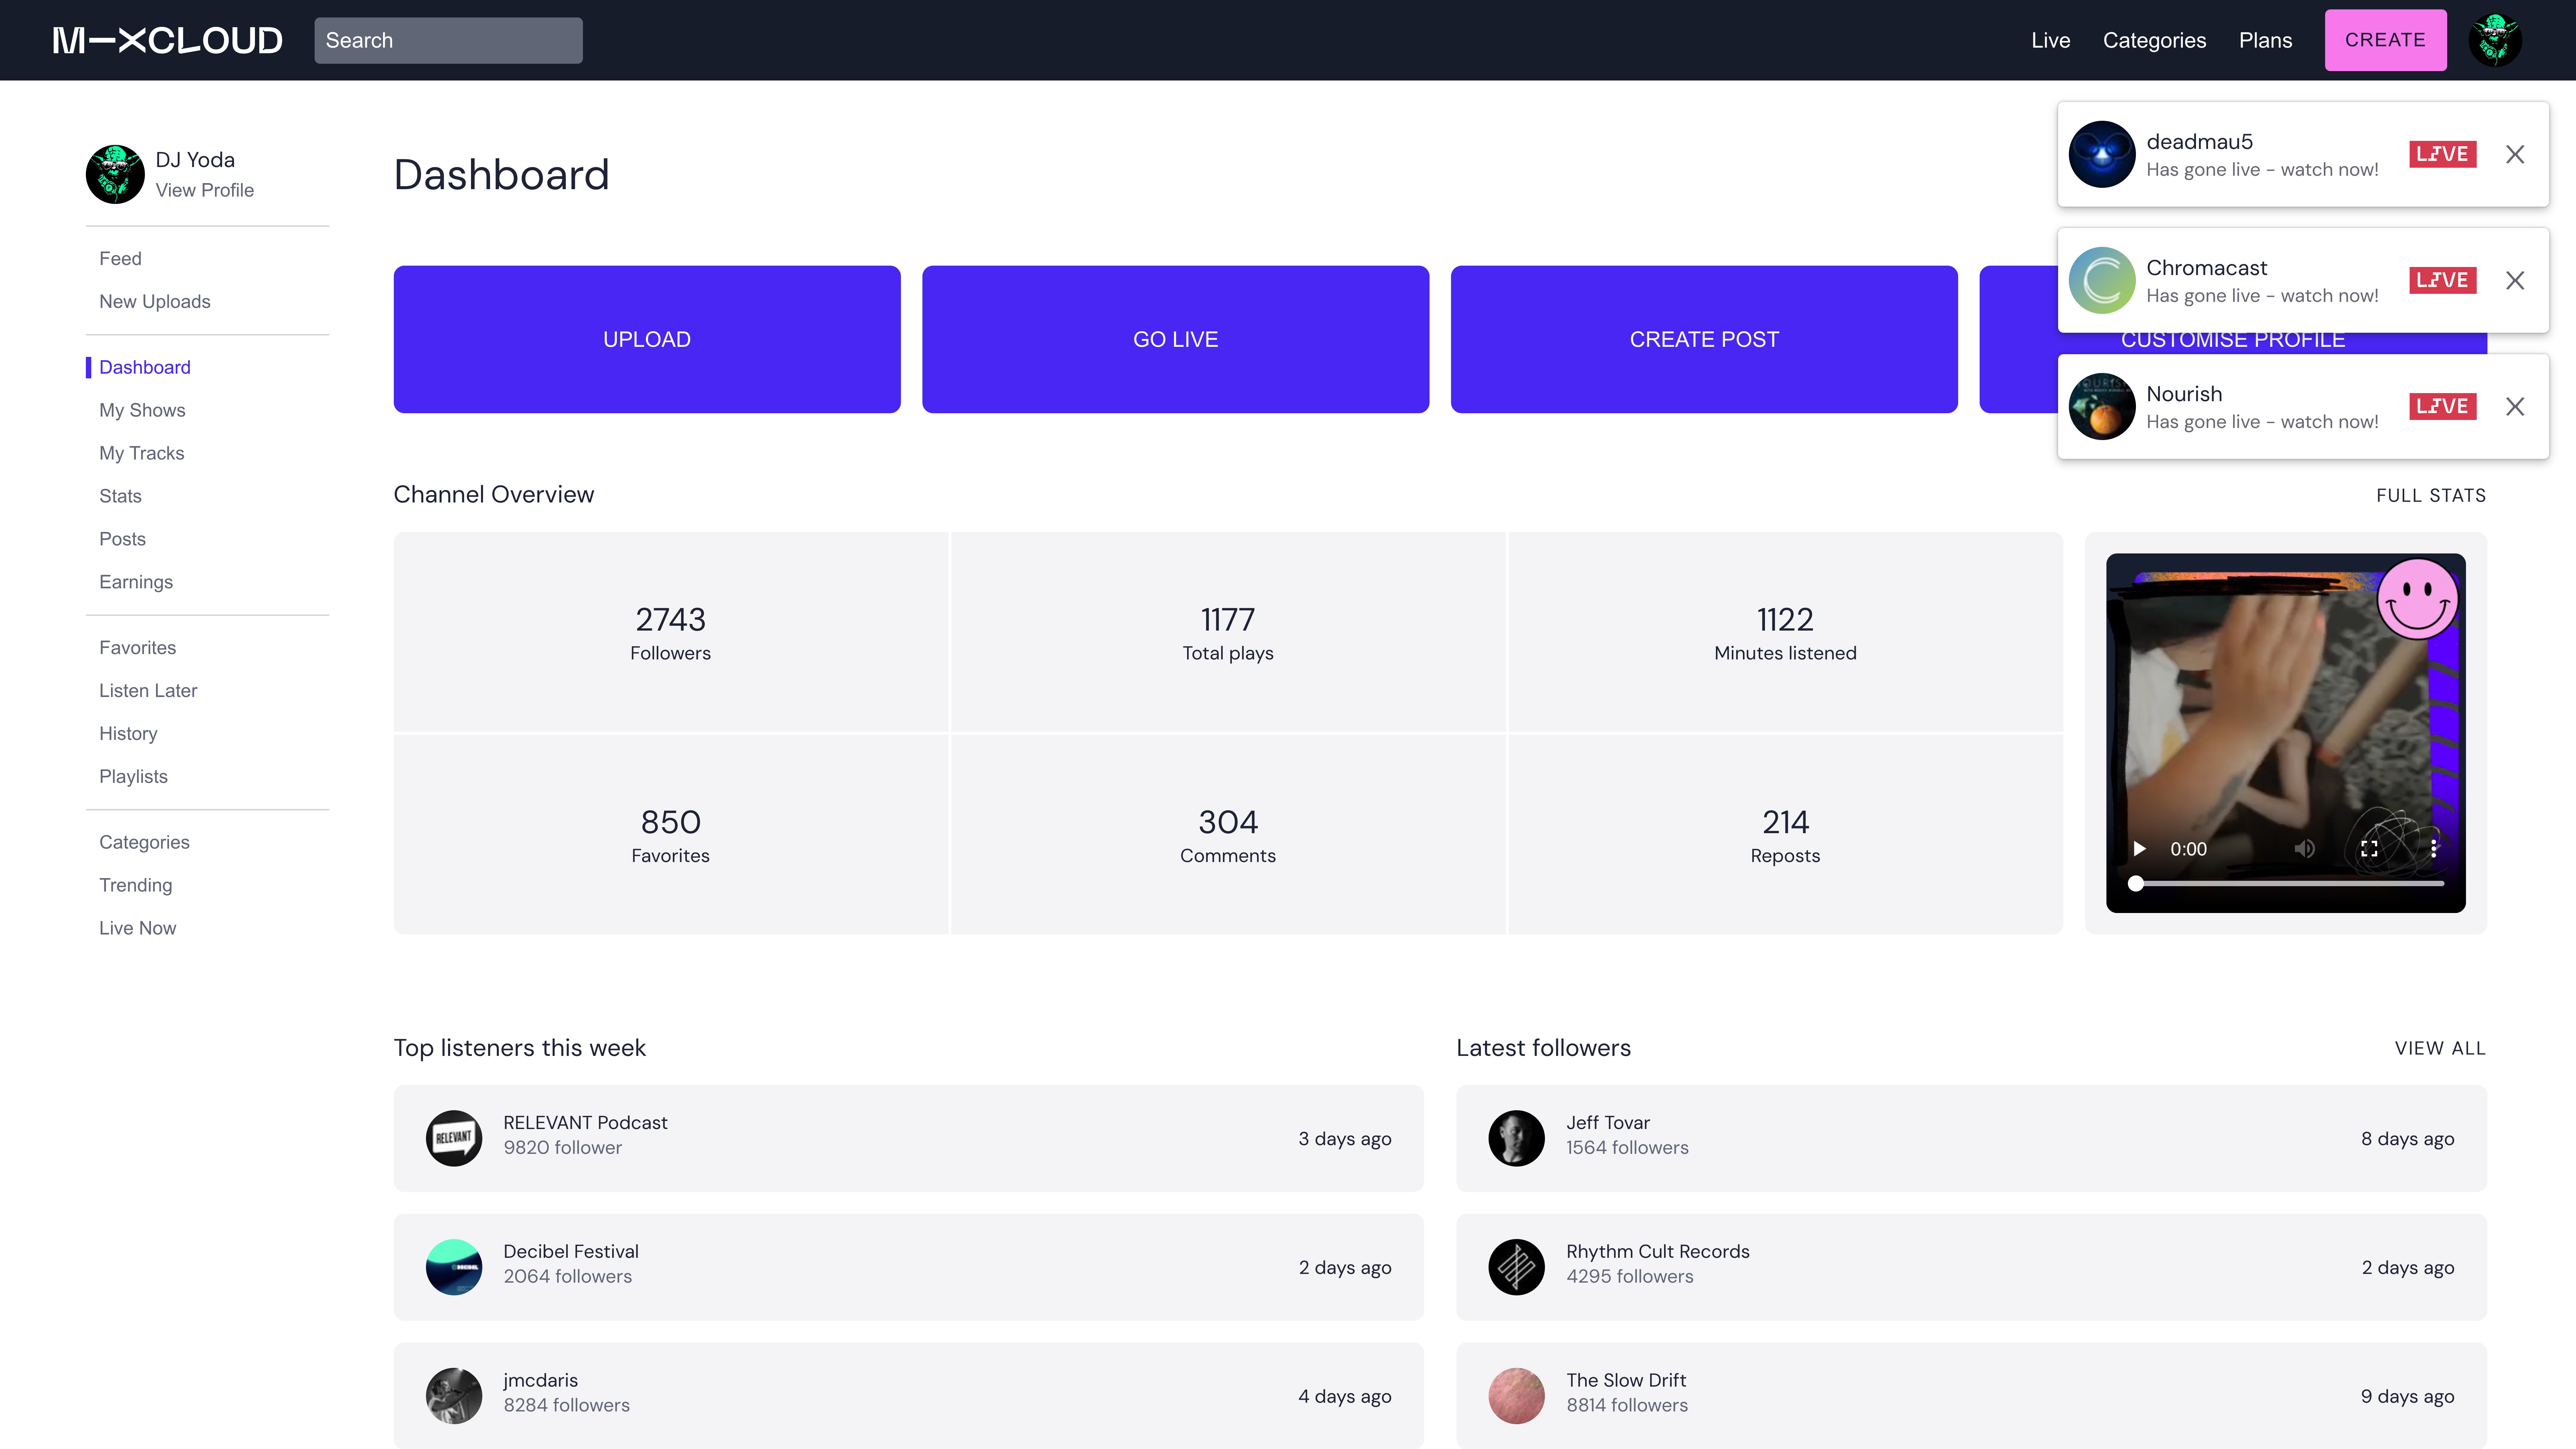 M–XCLOUD
Search
Live
Categories
Plans
CREATE
DJ Yoda
View Profile
Feed
New Uploads
Dashboard
My Shows
My Tracks
Stats
Posts
Earnings
Favorites
Listen Later
History
Playlists
Categories
Trending
Live Now
Dashboard
deadmau5
Has gone live - watch now!
LIVE
Chromacast
Has gone live - watch now!
LIVE
Nourish
Has gone live - watch now!
LIVE
UPLOAD
GO LIVE
CREATE POST
CUSTOMISE PROFILE
Channel Overview
FULL STATS
2743
Followers
1177
Total plays
1122
Minutes listened
850
Favorites
304
Comments
214
Reposts
0:00
Top listeners this week
RELEVANT
RELEVANT Podcast
9820 follower
3 days ago
DECIBEL
Decibel Festival
2064 followers
2 days ago
jmcdaris
8284 followers
4 days ago
Latest followers
VIEW ALL
Jeff Tovar
1564 followers
8 days ago
Rhythm Cult Records
4295 followers
2 days ago
The Slow Drift
8814 followers
9 days ago